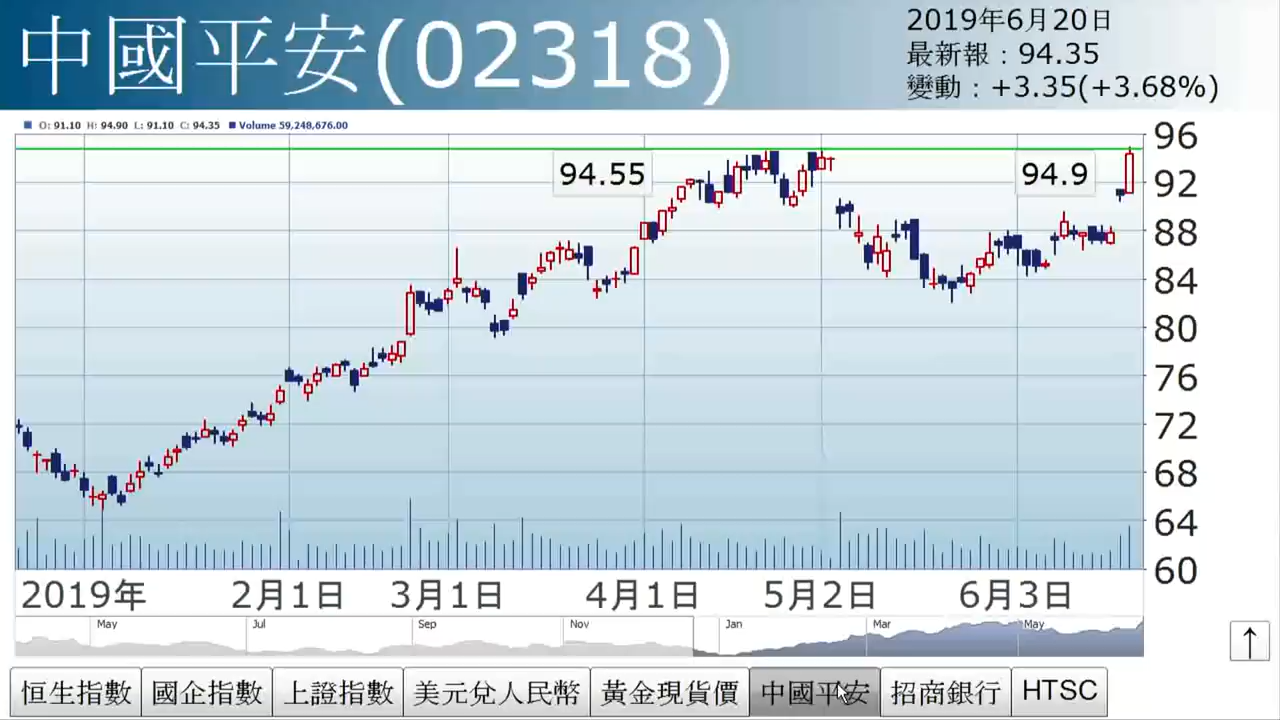 中國平安(02318)
2019年6月20日
最新報：94.35
變動：+3.35(+3.68%)
O: 91.10 H: 94.90 L: 91.10 C: 94.35 Volume 59,248,676.00
96
94.55
94.9
92
88
84
80
76
72
68
64
60
2019年 2月1日 3月1日 4月1日 5月2日 6月3日
May Jul Sep Nov Jan Mar May
↑
恒生指數 國企指數 上證指數 美元兌人民幣 黃金現貨價 中國平安 招商銀行 HTSC